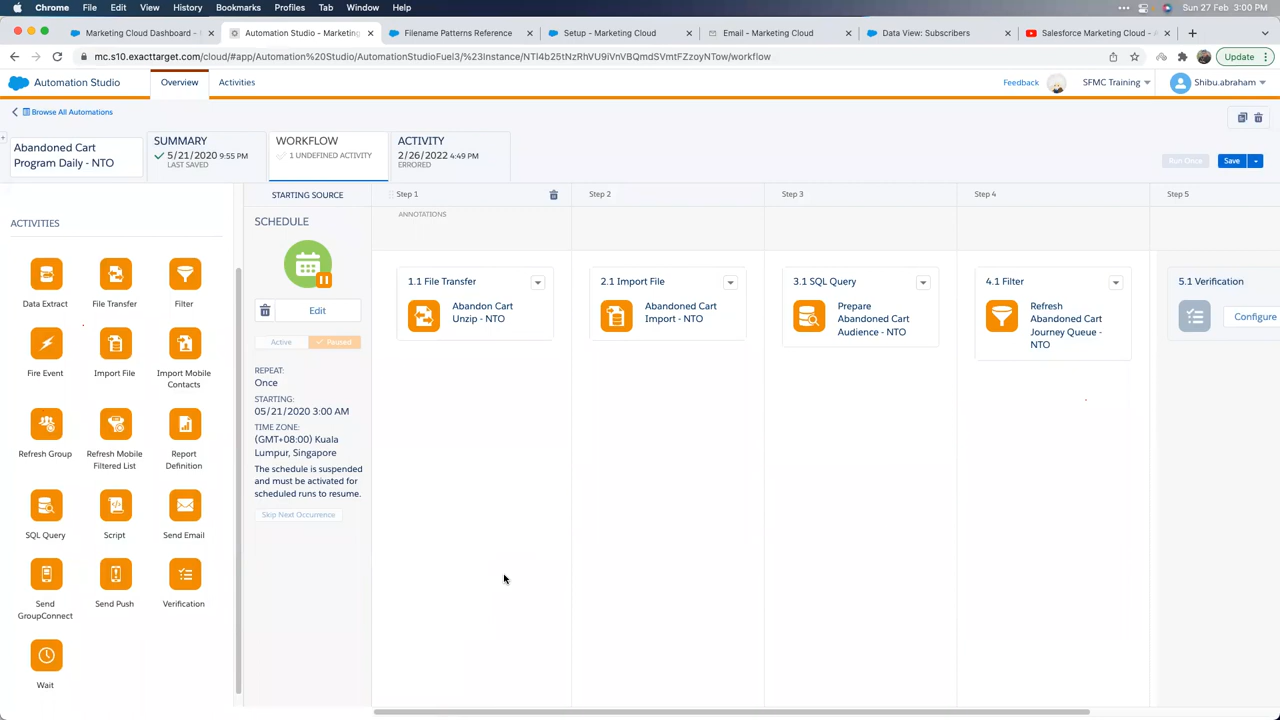 Chrome File Edit View History Bookmarks Profiles Tab Window Help Sun 27 Feb 3:00 PM
Marketing Cloud Dashboard - Automation Studio - Marketing Filename Patterns Reference Setup - Marketing Cloud Email - Marketing Cloud Data View: Subscribers Salesforce Marketing Cloud - A
mc.s10.exacttarget.com/cloud/#app/Automation%20Studio/AutomationStudioFuel3/%23Instance/NTI4b25tNzRhVU9iVnVBQmdSVmtFZzoyNTow/workflow Update
Automation Studio Overview Activities Feedback SFMC Training Shibu.abraham
Browse All Automations
Abandoned Cart
Program Daily - NTO
SUMMARY
5/21/2020 9:55 PM
LAST SAVED
WORKFLOW
1 UNDEFINED ACTIVITY
ACTIVITY
2/26/2022 4:49 PM
ERRORED
Run Once Save
ACTIVITIES
Data Extract File Transfer Filter
Fire Event Import File Import Mobile
Contacts
Refresh Group Refresh Mobile
Filtered List Report
Definition
SQL Query Script Send Email
Send
GroupConnect Send Push Verification
Wait
STARTING SOURCE
SCHEDULE
Edit
Active Paused
REPEAT:
Once
STARTING:
05/21/2020 3:00 AM
TIME ZONE:
(GMT+08:00) Kuala
Lumpur, Singapore
The schedule is suspended
and must be activated for
scheduled runs to resume.
Skip Next Occurrence
Step 1 Step 2 Step 3 Step 4 Step 5
ANNOTATIONS
1.1 File Transfer
Abandon Cart
Unzip - NTO
2.1 Import File
Abandoned Cart
Import - NTO
3.1 SQL Query
Prepare
Abandoned Cart
Audience - NTO
4.1 Filter
Refresh
Abandoned Cart
Journey Queue -
NTO
5.1 Verification
Configure